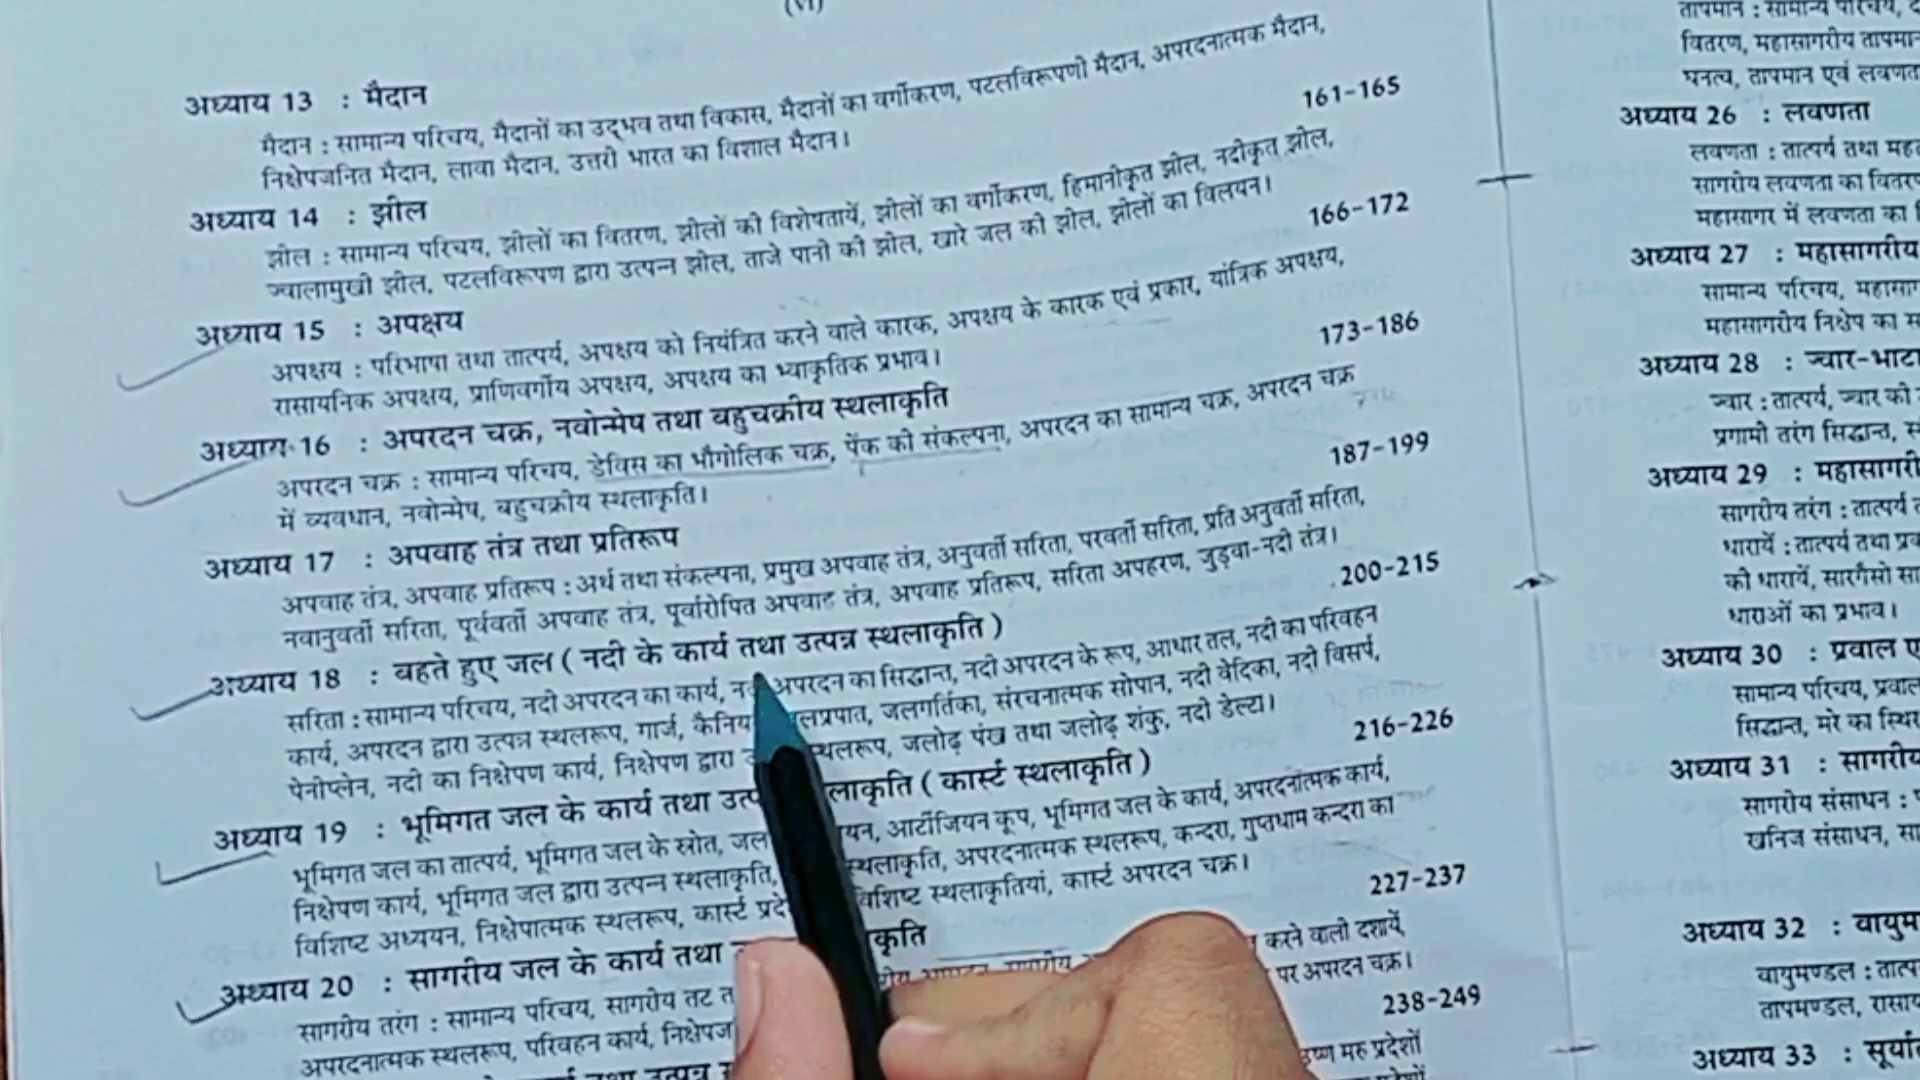 (VI)
अध्याय 13 : मैदान
161-165
मैदान : सामान्य परिचय, मैदानों का उद्भव तथा विकास, मैदानों का वर्गीकरण, पटलविरूपणी मैदान, अपरदनात्मक मैदान,
निक्षेपजनित मैदान, लावा मैदान, उत्तरी भारत का विशाल मैदान।
अध्याय 14 : झील
166-172
झील : सामान्य परिचय, झीलों का वितरण, झीलों की विशेषतायें, झीलों का वर्गीकरण, हिमानीकृत झील, नदीकृत झील,
ज्वालामुखी झील, पटलविरूपण द्वारा उत्पन्न झील, ताजे पानी की झील, खारे जल की झील, झीलों का विलयन।
अध्याय 15 : अपक्षय
173-186
अपक्षय : परिभाषा तथा तात्पर्य, अपक्षय को नियंत्रित करने वाले कारक, अपक्षय के कारक एवं प्रकार, यांत्रिक अपक्षय,
रासायनिक अपक्षय, प्राणिवर्गीय अपक्षय, अपक्षय का भ्वाकृतिक प्रभाव।
अध्याय 16 : अपरदन चक्र, नवोन्मेष तथा बहुचक्रीय स्थलाकृति
187-199
अपरदन चक्र : सामान्य परिचय, डेविस का भौगोलिक चक्र, पेंक की संकल्पना, अपरदन का सामान्य चक्र, अपरदन चक्र
में व्यवधान, नवोन्मेष, बहुचक्रीय स्थलाकृति।
अध्याय 17 : अपवाह तंत्र तथा प्रतिरूप
200-215
अपवाह तंत्र, अपवाह प्रतिरूप : अर्थ तथा संकल्पना, प्रमुख अपवाह तंत्र, अनुवर्ती सरिता, परवर्ती सरिता, प्रति अनुवर्ती सरिता,
नवानुवर्ती सरिता, पूर्ववर्ती अपवाह तंत्र, पूर्वारोपित अपवाह तंत्र, अपवाह प्रतिरूप, सरिता अपहरण, जुड़वा-नदी तंत्र।
अध्याय 18 : बहते हुए जल ( नदी के कार्य तथा उत्पन्न स्थलाकृति )
216-226
सरिता : सामान्य परिचय, नदी अपरदन का कार्य, अपरदन का सिद्धान्त, नदी अपरदन के रूप, आधार तल, नदी का परिवहन
कार्य, अपरदन द्वारा उत्पन्न स्थलरूप, गार्ज, जलगर्तिका, संरचनात्मक सोपान, नदी वेदिका, नदी विसर्प,
पेनीप्लेन, नदी का निक्षेपण कार्य, निक्षेपण द्वारा स्थलरूप, जलोढ़ पंख तथा जलोढ़ शंकु, नदी डेल्टा।
अध्याय 19 : भूमिगत जल के कार्य तथा ( कार्स्ट स्थलाकृति )
227-237
भूमिगत जल का तात्पर्य, भूमिगत जल के स्रोत, जल आर्टीजियन कूप, भूमिगत जल के कार्य, अपरदनात्मक कार्य,
निक्षेपण कार्य, भूमिगत जल द्वारा उत्पन्न स्थलाकृति, स्थलाकृति, अपरदनात्मक स्थलरूप, कन्दरा, गुप्तधाम कन्दरा का
विशिष्ट अध्ययन, निक्षेपात्मक स्थलरूप, कार्स्ट विशिष्ट स्थलाकृतियां, कार्स्ट अपरदन चक्र।
अध्याय 20 : सागरीय जल के कार्य तथा
238-249
सागरीय तरंग : सामान्य परिचय, सागरीय तट करने वाली दशायें
अपरदनात्मक स्थलरूप, परिवहन कार्य, पर अपरदन चक्र।
उष्ण मरु प्रदेशों
तापमान : सामान्य परिचय,
वितरण, महासागरीय तापमान
घनत्व, तापमान एवं लवणता
अध्याय 26 : लवणता
लवणता : तात्पर्य तथा
सागरीय लवणता का वितरण
महासागर में लवणता का
अध्याय 27 : महासागरीय
सामान्य परिचय,
महासागरीय निक्षेप का
अध्याय 28 : ज्वार-भाटा
ज्वार : तात्पर्य, ज्वार की
प्रगामी तरंग सिद्धान्त,
अध्याय 29 :
सागरीय तरंग : तात्पर्य
धारायें : तात्पर्य तथा
की धारायें, सारगैसो
धाराओं का प्रभाव।
अध्याय 30 : प्रवाल
सामान्य परिचय,
सिद्धान्त, मरे का
अध्याय 31 : सागरीय
सागरीय संसाधन :
खनिज संसाधन,
अध्याय 32 :
वायुमण्डल :
तापमण्डल,
अध्याय 33 :